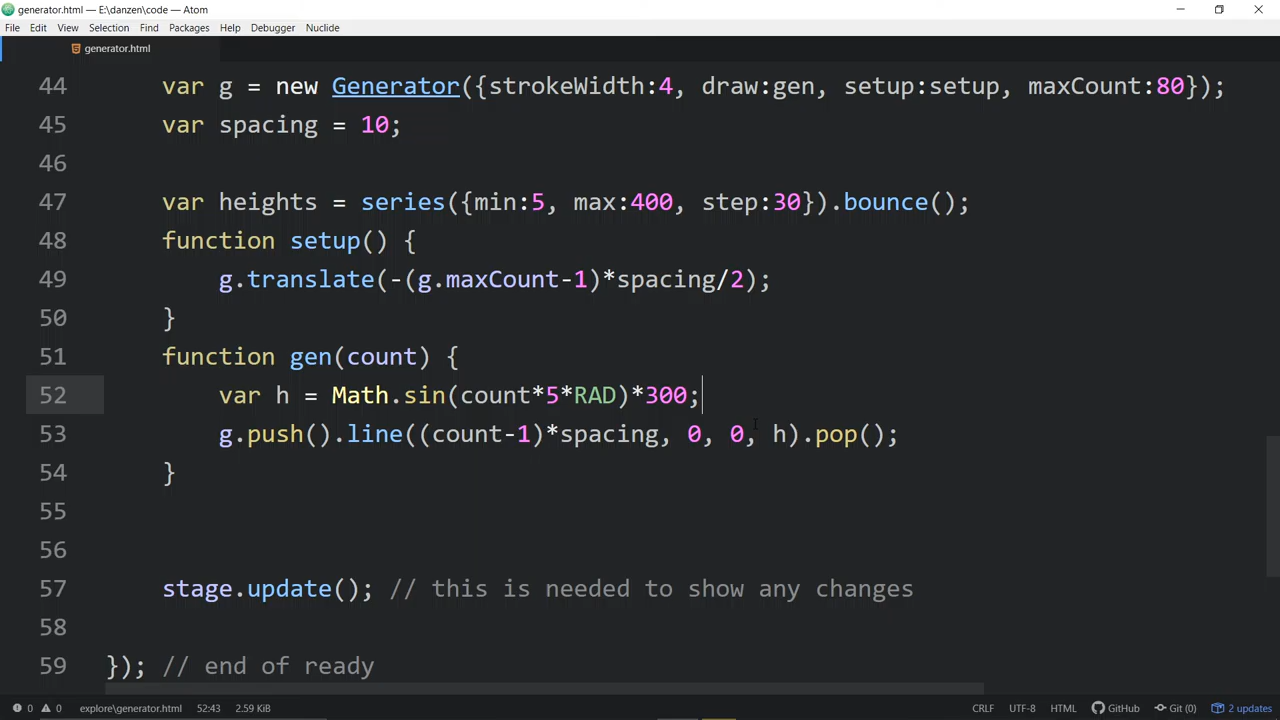 generator.html — E:\danzen\code — Atom
File Edit View Selection Find Packages Help Debugger Nuclide
generator.html
44 var g = new Generator({strokeWidth:4, draw:gen, setup:setup, maxCount:80});
45 var spacing = 10;
46
47 var heights = series({min:5, max:400, step:30}).bounce();
48 function setup() {
49 g.translate(-(g.maxCount-1)*spacing/2);
50 }
51 function gen(count) {
52 var h = Math.sin(count*5*RAD)*300;
53 g.push().line((count-1)*spacing, 0, 0, h).pop();
54 }
55
56
57 stage.update(); // this is needed to show any changes
58
59 }); // end of ready
0 0 explore\generator.html 52:43 2.59 KiB CRLF UTF-8 HTML GitHub Git (0) 2 updates